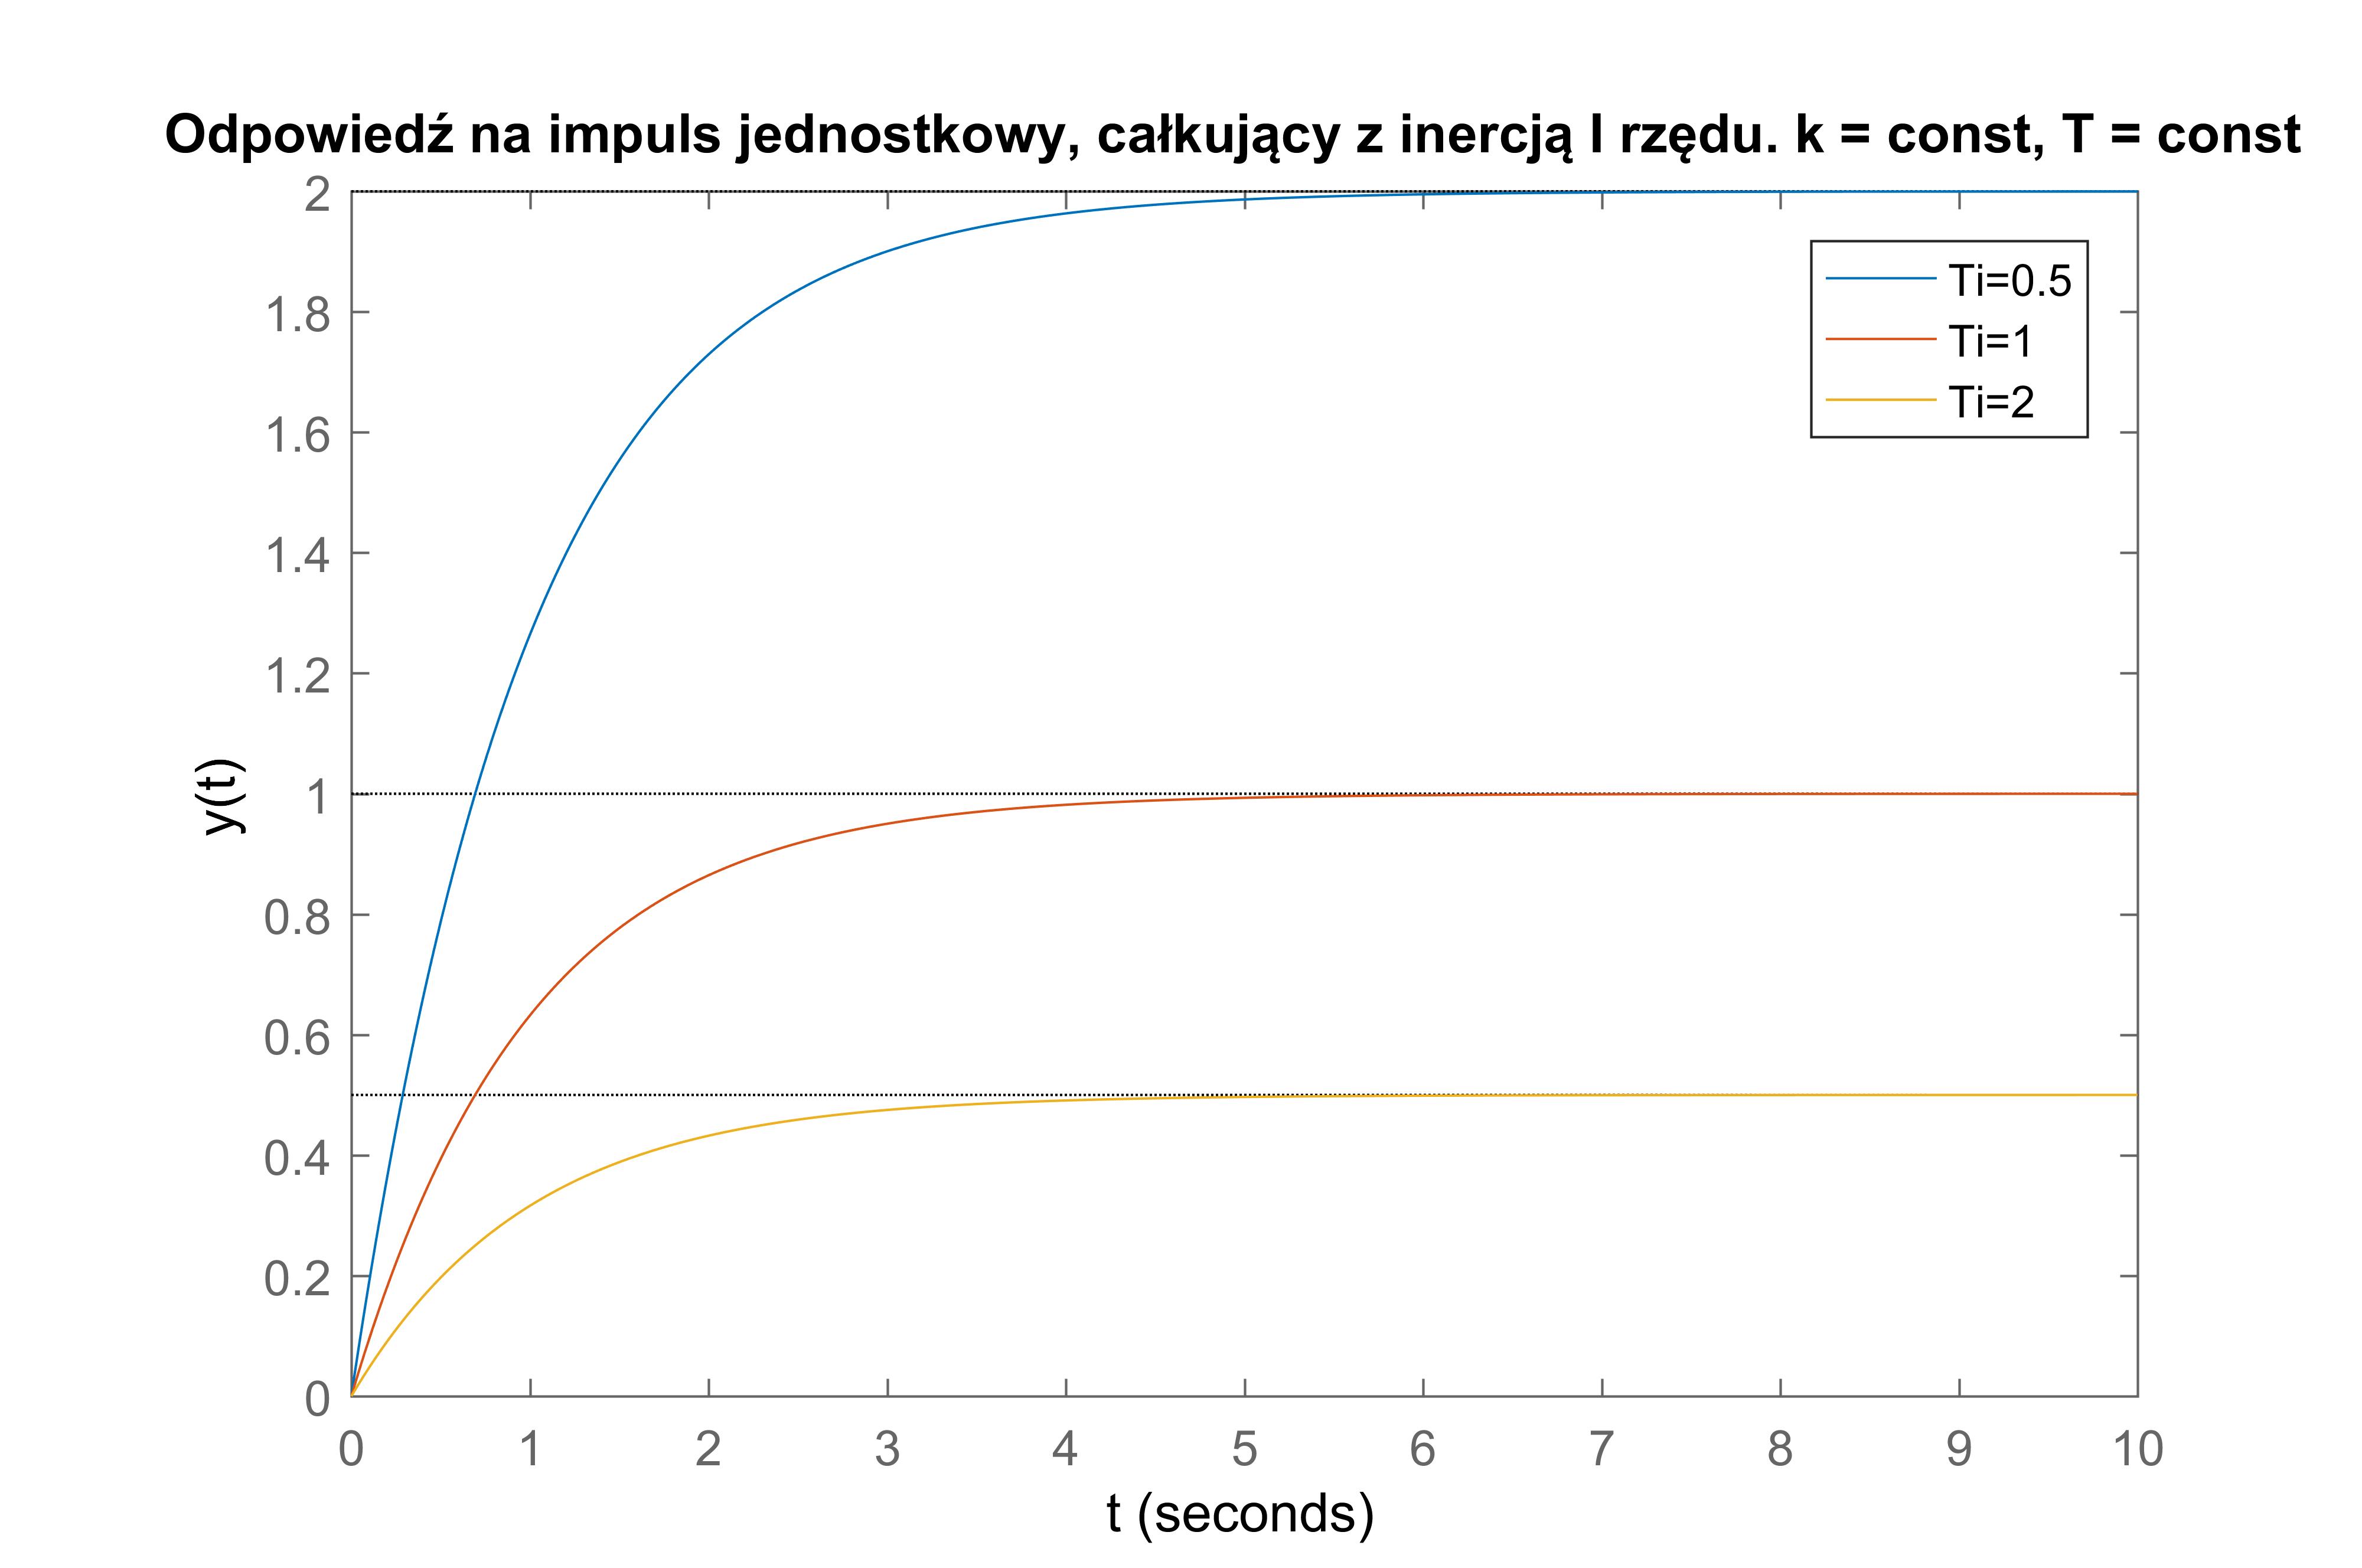 Odpowiedź na impuls jednostkowy, całkujący z inercją I rzędu. k = const, T = const
2
1.8
1.6
1.4
1.2
1
0.8
0.6
0.4
0.2
0
y(t)
Ti=0.5
Ti=1
Ti=2
0 1 2 3 4 5 6 7 8 9 10
t (seconds)